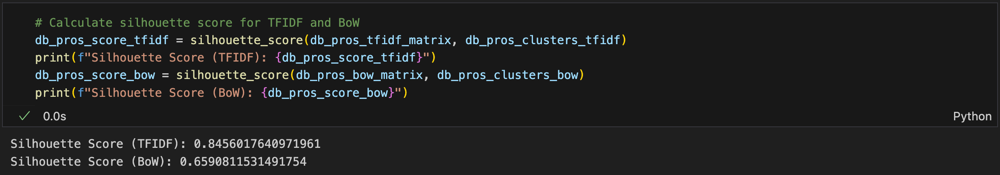 # Calculate silhouette score for TFIDF and BoW
db_pros_score_tfidf = silhouette_score(db_pros_tfidf_matrix, db_pros_clusters_tfidf)
print(f"Silhouette Score (TFIDF): {db_pros_score_tfidf}")
db_pros_score_bow = silhouette_score(db_pros_bow_matrix, db_pros_clusters_bow)
print(f"Silhouette Score (BoW): {db_pros_score_bow}")
0.0s
Python
Silhouette Score (TFIDF): 0.8456017640971961
Silhouette Score (BoW): 0.6590811531491754